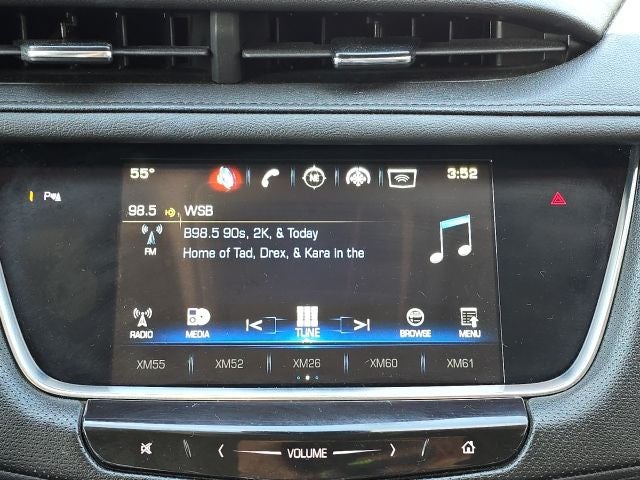 55° NE 3:52
P
98.5 WSB
B98.5 90s, 2K, & Today
FM
Home of Tad, Drex, & Kara in the
RADIO MEDIA TUNE BROWSE MENU
XM55 XM52 XM26 XM60 XM61
VOLUME